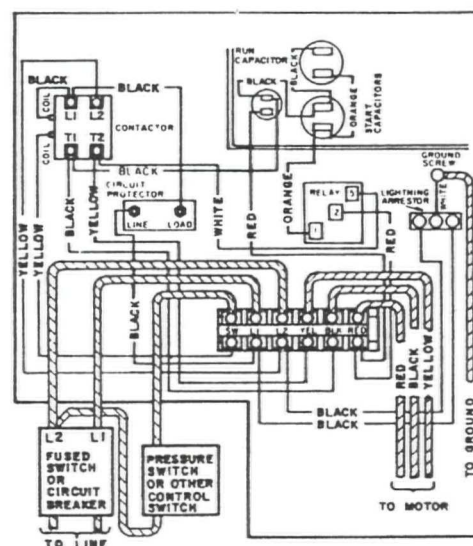 RUN
CAPACITOR
BLACK
BLACK
BLACK
BLACK
ORANGE
START
CAPACITORS
COIL
COIL
L1 L2
T1 T2
CONTACTOR
BLACK
CIRCUIT
PROTECTOR
LINE LOAD
GROUND
SCREW
WHITE
LIGHTNING
ARRESTOR
RELAY
5
2
1
ORANGE
RED
RED
WHITE
BLACK
YELLOW
YELLOW
YELLOW
BLACK
SW L1 L2 YEL BLK RED
RED
BLACK
YELLOW
BLACK
BLACK
L2 L1
FUSED
SWITCH
OR
CIRCUIT
BREAKER
PRESSURE
SWITCH
OR OTHER
CONTROL
SWITCH
TO LINE
TO MOTOR
TO GROUND